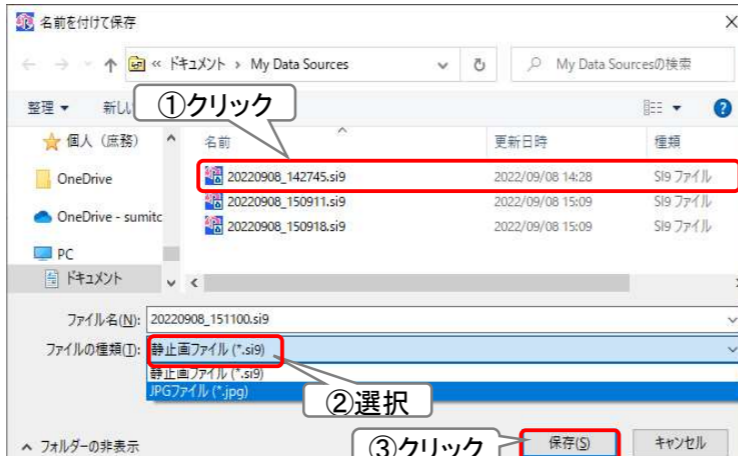 名前を付けて保存
« ドキュメント › My Data Sources
My Data Sourcesの検索
整理
新し
①クリック
個人（庶務）
名前
更新日時
種類
OneDrive
20220908_142745.si9
2022/09/08 14:28
SI9 ファイル
OneDrive - sumitc
20220908_150911.si9
2022/09/08 15:09
SI9 ファイル
20220908_150918.si9
2022/09/08 15:09
SI9 ファイル
PC
ドキュメント
ファイル名(N): 20220908_151100.si9
ファイルの種類(T): 静止画ファイル (*.si9)
静止画ファイル (*.si9)
JPGファイル (*.jpg)
②選択
フォルダーの非表示
③クリック
保存(S)
キャンセル